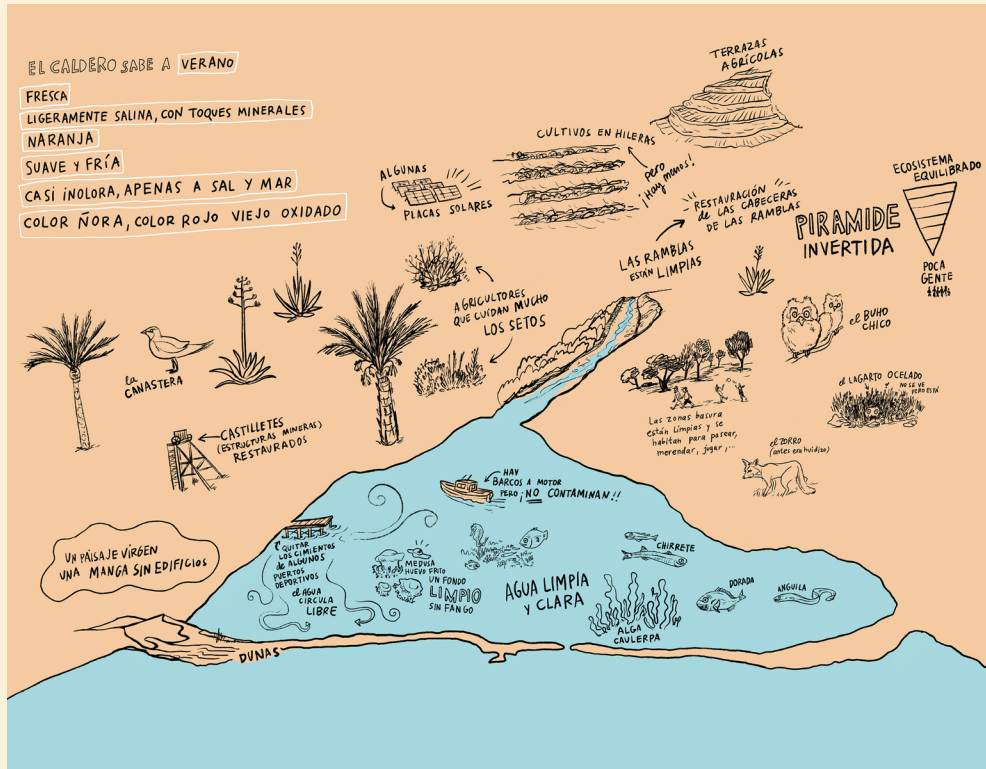 EL CALDERO SABE A VERANO
FRESCA
LIGERAMENTE SALINA, CON TOQUES MINERALES
NARANJA
SUAVE Y FRÍA
CASI INOLORA, APENAS A SAL Y MAR
COLOR ÑORA, COLOR ROJO VIEJO OXIDADO
TERRAZAS
AGRÍCOLAS
CULTIVOS EN HILERAS
pero
¡Hay menos!
ALGUNAS
PLACAS SOLARES
RESTAURACIÓN
de LAS CABECERAS
DE LAS RAMBLAS
LAS RAMBLAS
ESTÁN LIMPIAS
ECOSISTEMA
EQUILIBRADO
PIRAMIDE
INVERTIDA
POCA
GENTE
AGRICULTORES
QUE CUIDAN MUCHO
LOS SETOS
la
CANASTERA
el BUHO
CHICO
el LAGARTO OCELADO
NO SE VE
PERO ESTÁ
CASTILLETES
(ESTRUCTURAS MINERAS)
RESTAURADOS
Las zonas basura
están limpias y se
habitan para pasear,
merendar, jugar,...
el ZORRO
(antes era huidizo)
HAY
BARCOS A MOTOR
PERO ¡NO CONTAMINAN!!
UN PAISAJE VIRGEN
UNA MANGA SIN EDIFICIOS
QUITAR
LOS CIMIENTOS
de ALGUNOS
PUERTOS
DEPORTIVOS
el AGUA
CIRCULA
LIBRE
MEDUSA
HUEVO FRITO
UN FONDO
LIMPIO
SIN FANGO
AGUA LIMPÍA
Y CLARA
CHIRRETE
ALGA
CAULERPA
DORADA
ANGUILA
DUNAS